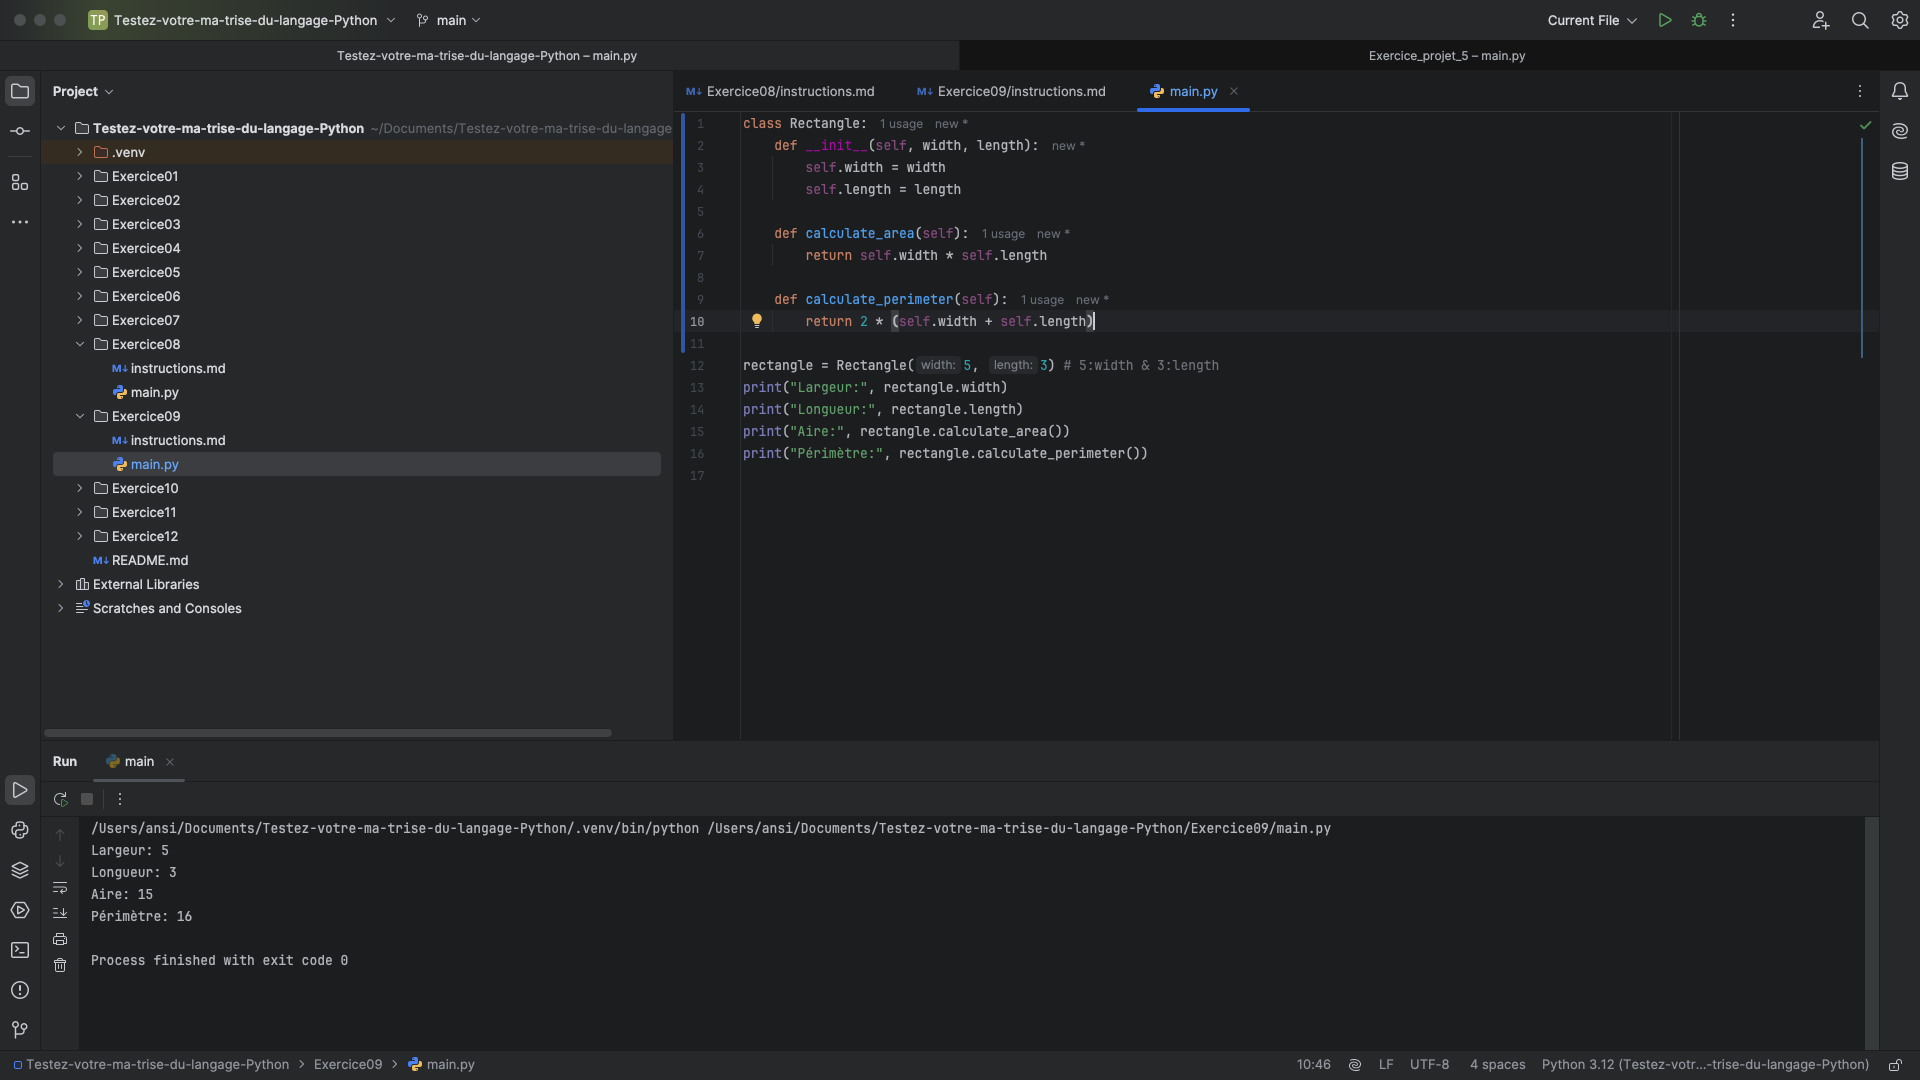 TP Testez-votre-ma-trise-du-langage-Python main Current File
Testez-votre-ma-trise-du-langage-Python – main.py Exercice_projet_5 – main.py
Project
Testez-votre-ma-trise-du-langage-Python ~/Documents/Testez-votre-ma-trise-du-langage
.venv
Exercice01
Exercice02
Exercice03
Exercice04
Exercice05
Exercice06
Exercice07
Exercice08
M↓ instructions.md
main.py
Exercice09
M↓ instructions.md
main.py
Exercice10
Exercice11
Exercice12
M↓ README.md
External Libraries
Scratches and Consoles
M↓ Exercice08/instructions.md M↓ Exercice09/instructions.md main.py
1 class Rectangle: 1 usage new *
2 def __init__(self, width, length): new *
3 self.width = width
4 self.length = length
5
6 def calculate_area(self): 1 usage new *
7 return self.width * self.length
8
9 def calculate_perimeter(self): 1 usage new *
10 return 2 * (self.width + self.length)
11
12 rectangle = Rectangle( width: 5, length: 3) # 5:width & 3:length
13 print("Largeur:", rectangle.width)
14 print("Longueur:", rectangle.length)
15 print("Aire:", rectangle.calculate_area())
16 print("Périmètre:", rectangle.calculate_perimeter())
17
Run main
/Users/ansi/Documents/Testez-votre-ma-trise-du-langage-Python/.venv/bin/python /Users/ansi/Documents/Testez-votre-ma-trise-du-langage-Python/Exercice09/main.py
Largeur: 5
Longueur: 3
Aire: 15
Périmètre: 16
Process finished with exit code 0
Testez-votre-ma-trise-du-langage-Python > Exercice09 > main.py 10:46 LF UTF-8 4 spaces Python 3.12 (Testez-votr...-trise-du-langage-Python)